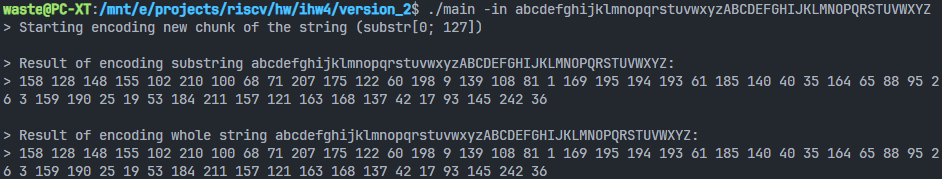 waste@PC-XT:/mnt/e/projects/riscv/hw/ihw4/version_2$ ./main -in abcdefghijklmnopqrstuvwxyzABCDEFGHIJKLMNOPQRSTUVWXYZ
> Starting encoding new chunk of the string (substr[0; 127])
> Result of encoding substring abcdefghijklmnopqrstuvwxyzABCDEFGHIJKLMNOPQRSTUVWXYZ:
> 158 128 148 155 102 210 100 68 71 207 175 122 60 198 9 139 108 81 1 169 195 194 193 61 185 140 40 35 164 65 88 95 2
6 3 159 190 25 19 53 184 211 157 121 163 168 137 42 17 93 145 242 36
> Result of encoding whole string abcdefghijklmnopqrstuvwxyzABCDEFGHIJKLMNOPQRSTUVWXYZ:
> 158 128 148 155 102 210 100 68 71 207 175 122 60 198 9 139 108 81 1 169 195 194 193 61 185 140 40 35 164 65 88 95 2
6 3 159 190 25 19 53 184 211 157 121 163 168 137 42 17 93 145 242 36